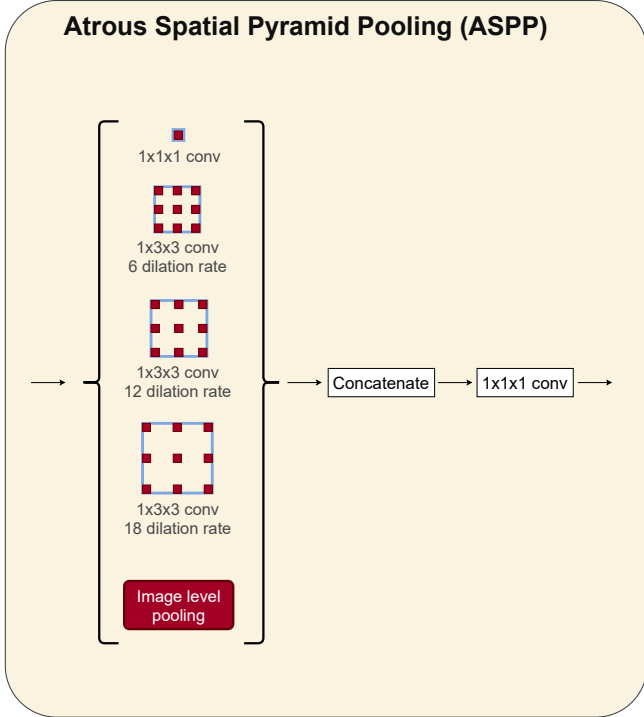 Atrous Spatial Pyramid Pooling (ASPP)
1x1x1 conv
1x3x3 conv
6 dilation rate
1x3x3 conv
12 dilation rate
Concatenate
1x1x1 conv
1x3x3 conv
18 dilation rate
Image level
pooling